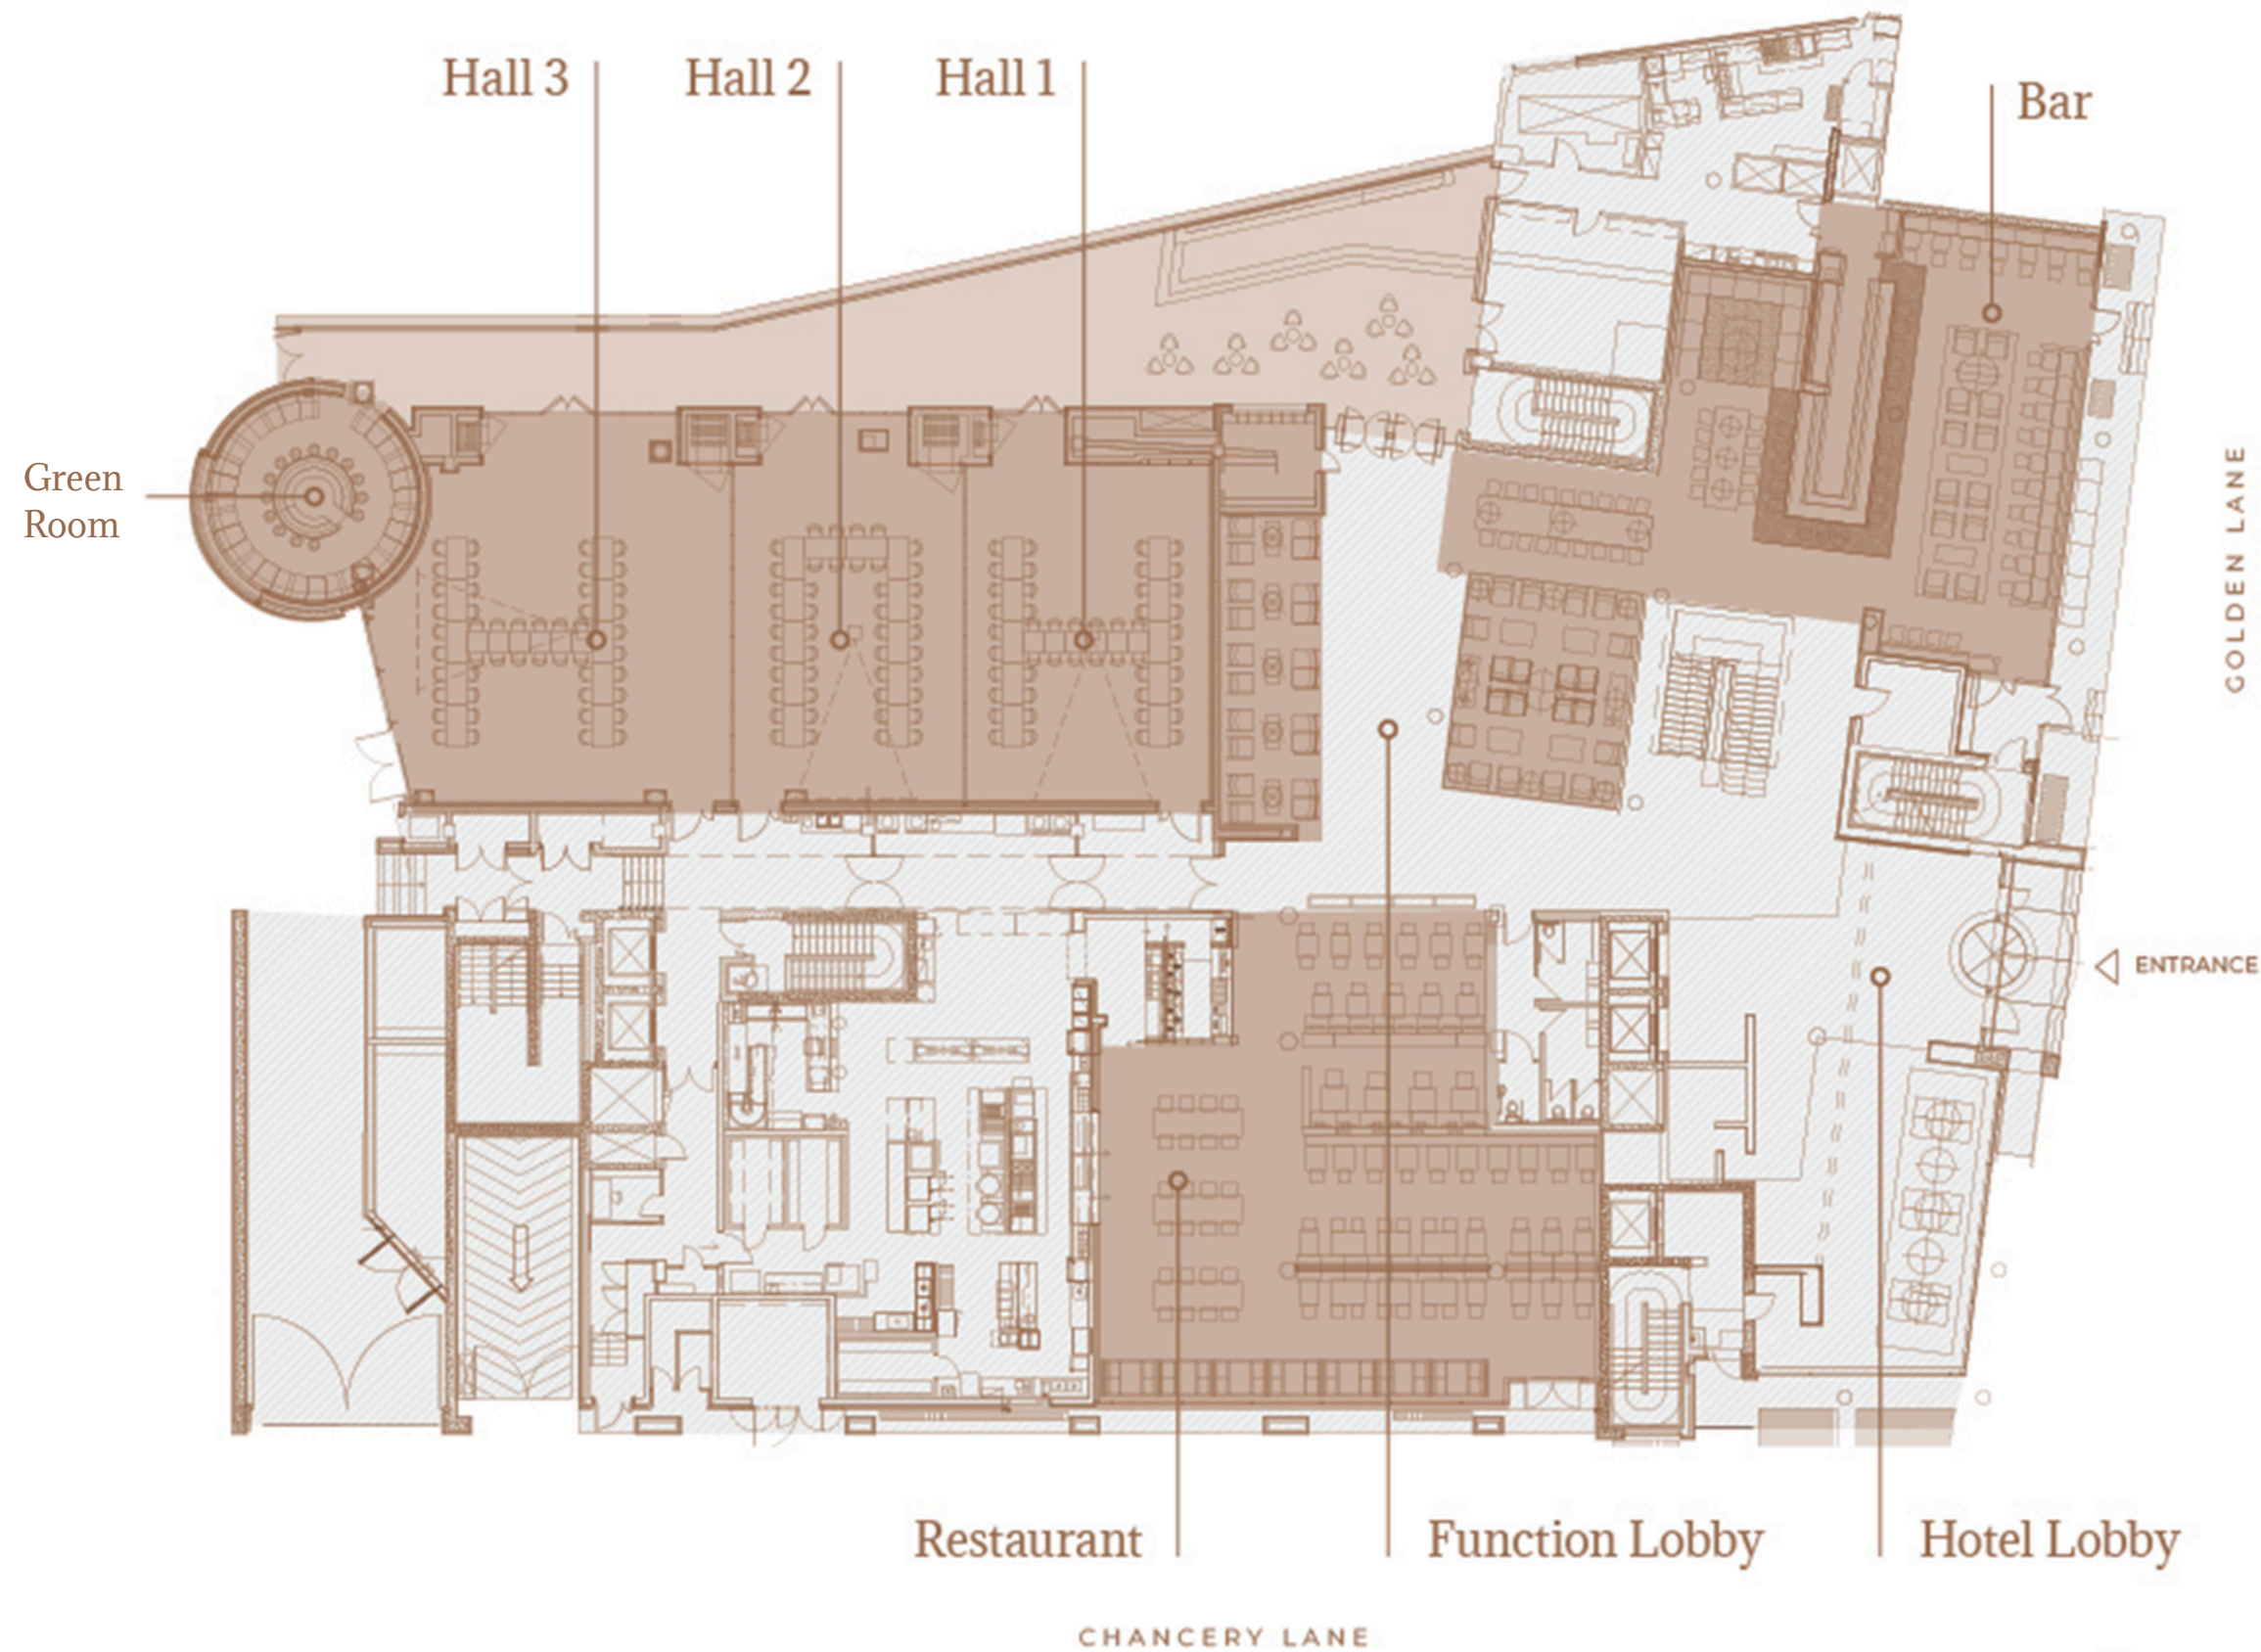 Hall 3
Hall 2
Hall 1
Bar
Green
Room
GOLDEN LANE
ENTRANCE
Restaurant
Function Lobby
Hotel Lobby
CHANCERY LANE